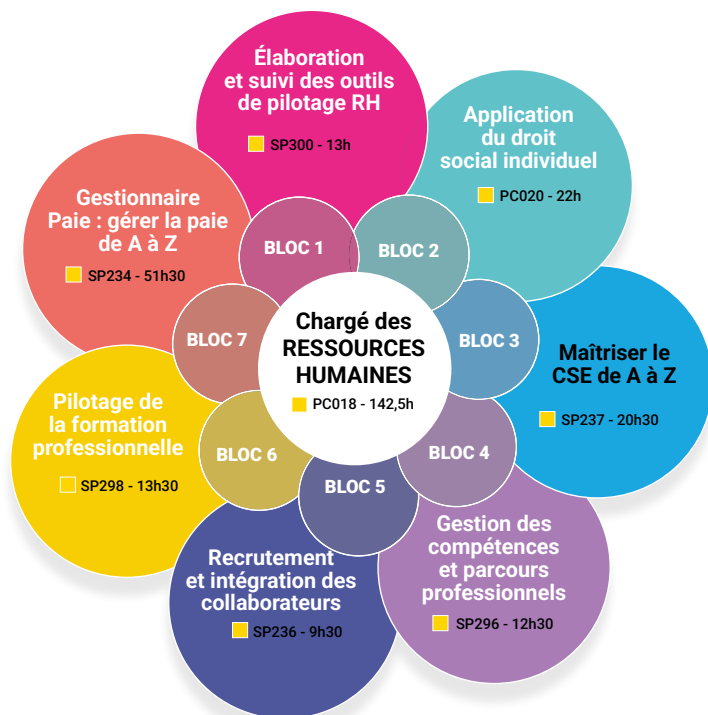 Élaboration
et suivi des outils
de pilotage RH
SP300 - 13h
BLOC 1
Application
du droit
social individuel
PC020 - 22h
BLOC 2
Maîtriser le
CSE de A à Z
SP237 - 20h30
BLOC 3
Gestion des
compétences
et parcours
professionnels
SP296 - 12h30
BLOC 4
Recrutement
et intégration des
collaborateurs
SP236 - 9h30
BLOC 5
Pilotage de
la formation
professionnelle
SP298 - 13h30
BLOC 6
Gestionnaire
Paie : gérer la paie
de A à Z
SP234 - 51h30
BLOC 7
Chargé des
RESSOURCES
HUMAINES
PC018 - 142,5h